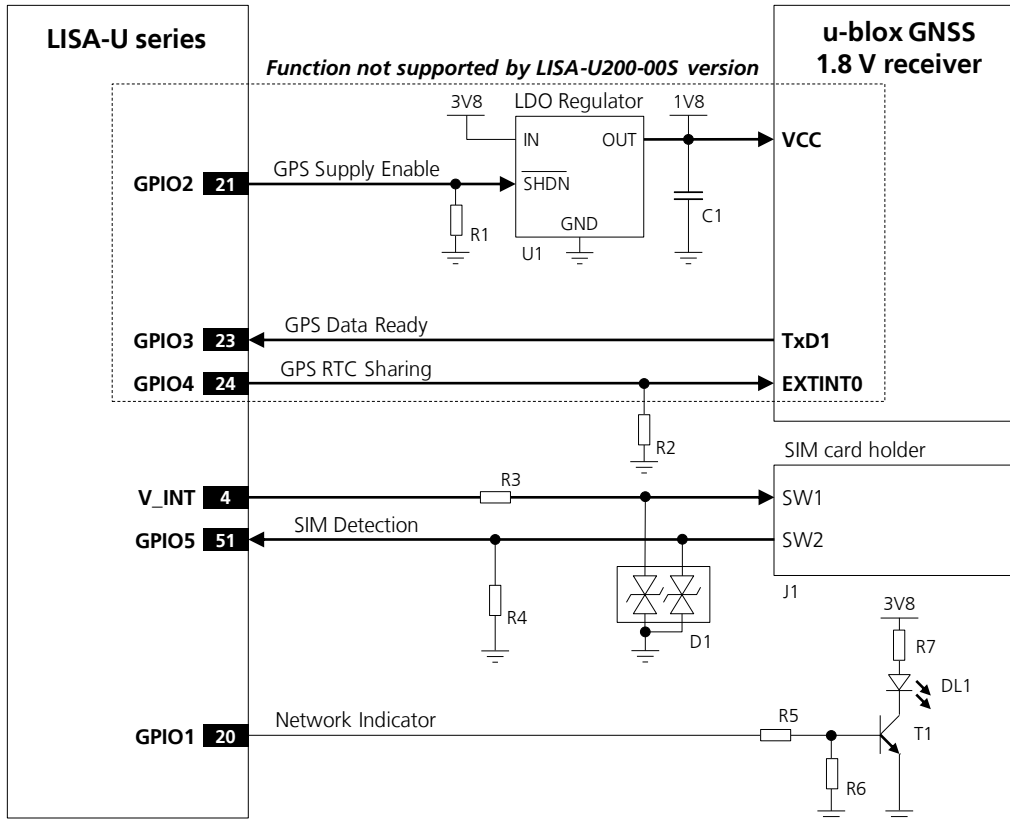 LISA-U series
u-blox GNSS
1.8 V receiver
Function not supported by LISA-U200-00S version
3V8
LDO Regulator
1V8
IN
OUT
VCC
GPIO2 21
GPS Supply Enable
SHDN
R1
GND
U1
C1
GPIO3 23
GPS Data Ready
TxD1
GPIO4 24
GPS RTC Sharing
EXTINT0
R2
SIM card holder
V_INT 4
R3
SW1
GPIO5 51
SIM Detection
SW2
R4
D1
J1
3V8
R7
DL1
GPIO1 20
Network Indicator
R5
T1
R6